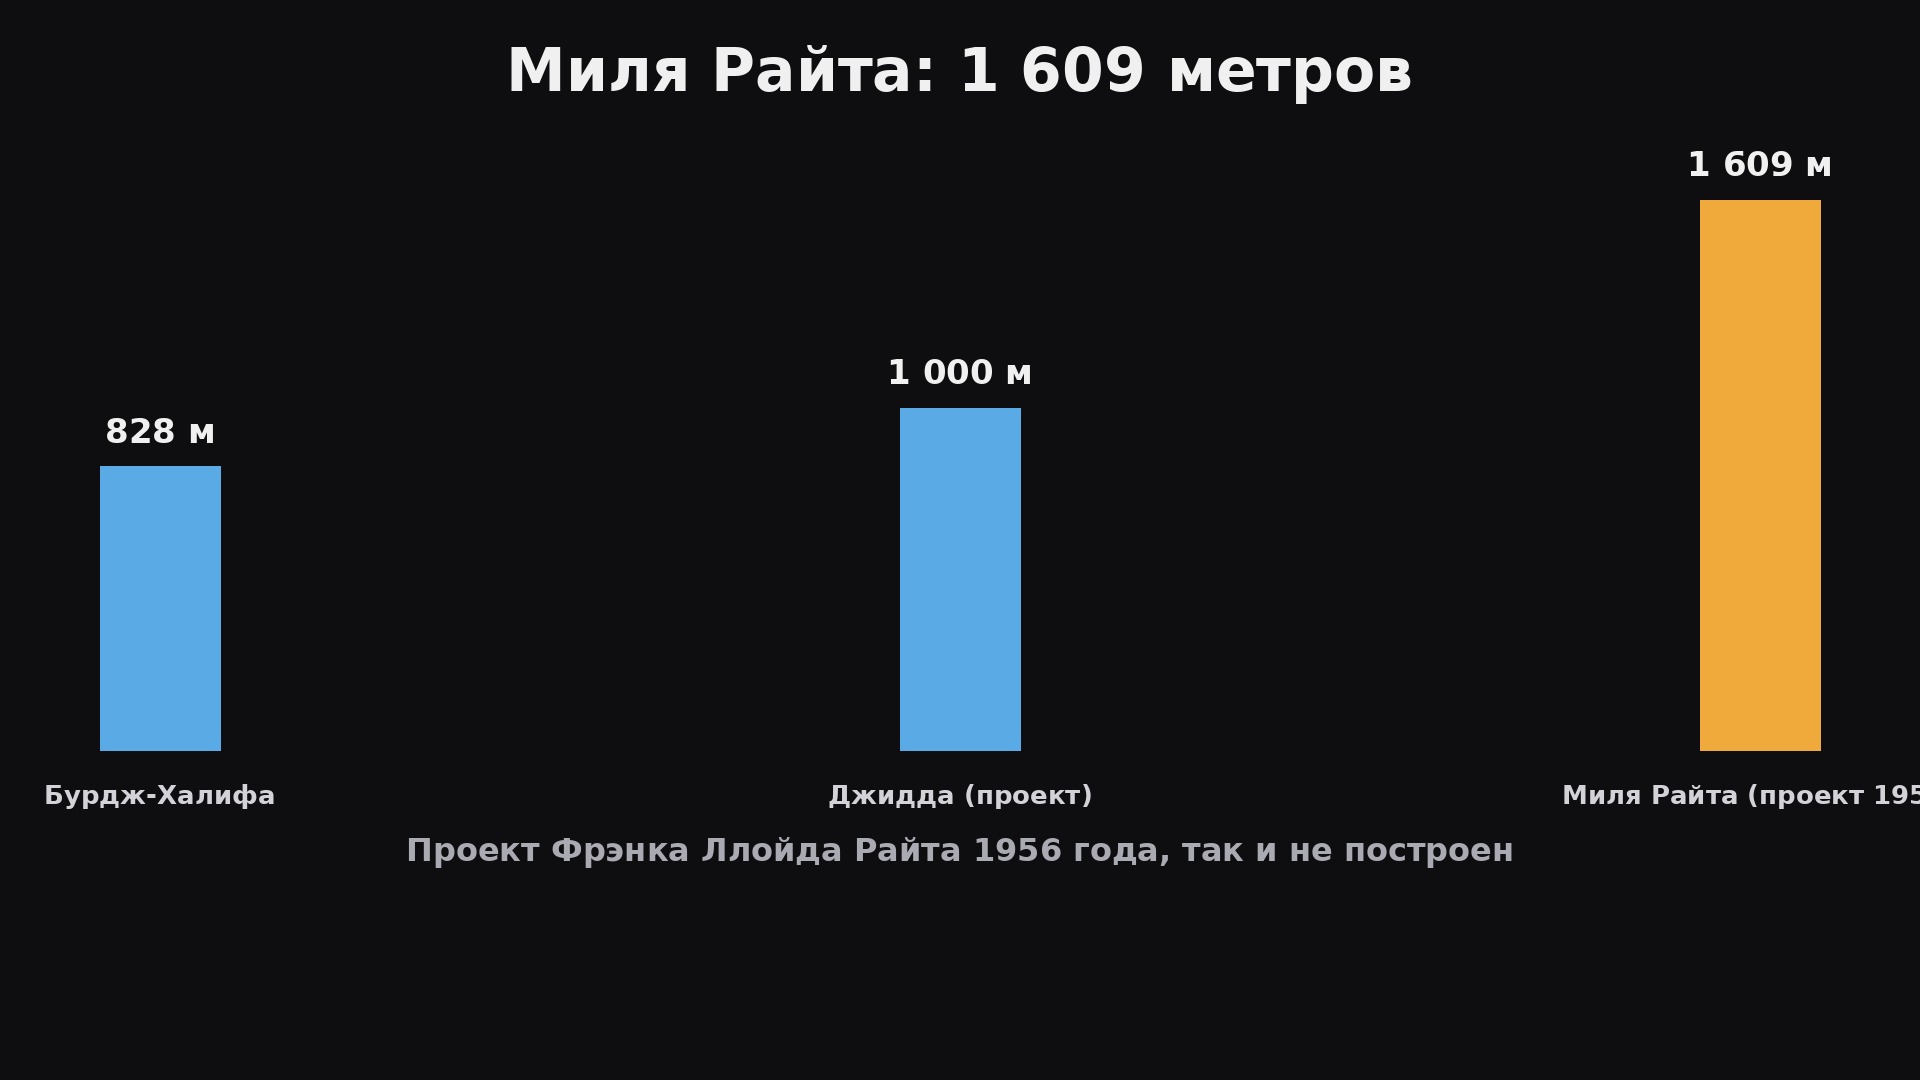 Миля Райта: 1 609 метров
1 609 м
1 000 м
828 м
Бурдж-Халифа
Джидда (проект)
Миля Райта (проект 195
Проект Фрэнка Ллойда Райта 1956 года, так и не построен